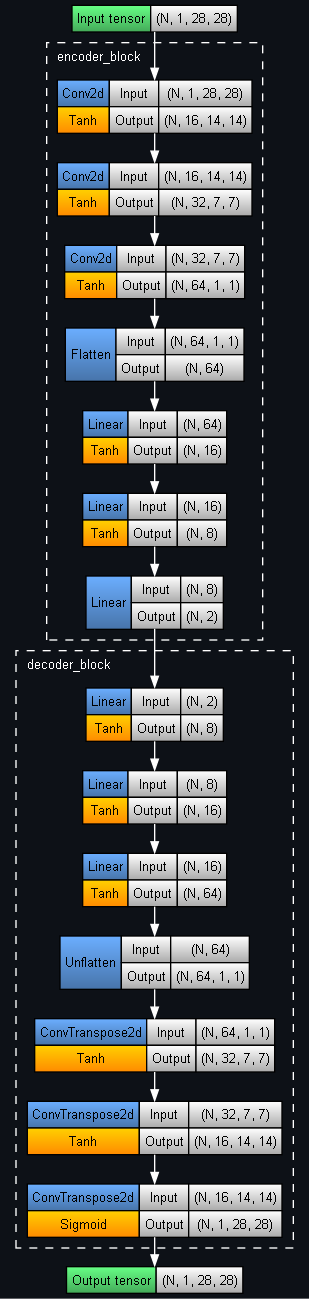 Input tensor (N, 1, 28, 28)
encoder_block
Conv2d Input (N, 1, 28, 28)
Tanh Output (N, 16, 14, 14)
Conv2d Input (N, 16, 14, 14)
Tanh Output (N, 32, 7, 7)
Conv2d Input (N, 32, 7, 7)
Tanh Output (N, 64, 1, 1)
Flatten
Input (N, 64, 1, 1)
Output (N, 64)
Linear Input (N, 64)
Tanh Output (N, 16)
Linear Input (N, 16)
Tanh Output (N, 8)
Linear
Input (N, 8)
Output (N, 2)
decoder_block
Linear Input (N, 2)
Tanh Output (N, 8)
Linear Input (N, 8)
Tanh Output (N, 16)
Linear Input (N, 16)
Tanh Output (N, 64)
Unflatten
Input (N, 64)
Output (N, 64, 1, 1)
ConvTranspose2d Input (N, 64, 1, 1)
Tanh Output (N, 32, 7, 7)
ConvTranspose2d Input (N, 32, 7, 7)
Tanh Output (N, 16, 14, 14)
ConvTranspose2d Input (N, 16, 14, 14)
Sigmoid Output (N, 1, 28, 28)
Output tensor (N, 1, 28, 28)